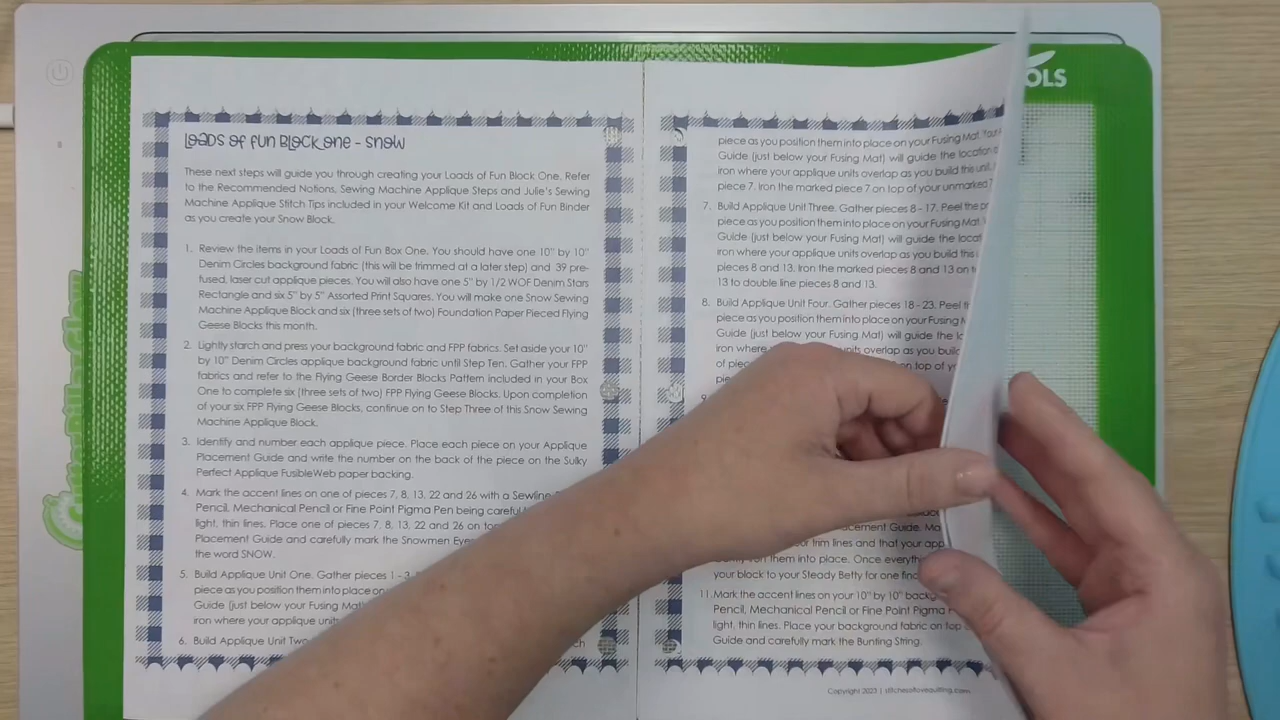 OLS
LOADS OF FUN BLOCK ONE - SNOW
These next steps will guide you through creating your Loads of Fun Block One. Refer
to the Recommended Notions, Sewing Machine Applique Steps and Julie's Sewing
Machine Applique Stitch Tips included in your Welcome Kit and Loads of Fun Binder
as you create your Snow Block.
1. Review the items in your Loads of Fun Box One. You should have one 10" by 10"
Denim Circles background fabric (this will be trimmed at a later step) and 39 pre-
fused, laser cut applique pieces. You will also have one 5" by 1/2 WOF Denim Stars
Rectangle and six 5" by 5" Assorted Print Squares. You will make one Snow Sewing
Machine Applique Block and six (three sets of two) Foundation Paper Pieced Flying
Geese Blocks this month.
2. Lightly starch and press your background fabric and FPP fabrics. Set aside your 10"
by 10" Denim Circles applique background fabric until Step Ten. Gather your FPP
fabrics and refer to the Flying Geese Border Blocks Pattern included in your Box
One to complete six (three sets of two) FPP Flying Geese Blocks. Upon completion
of your six FPP Flying Geese Blocks, continue on to Step Three of this Snow Sewing
Machine Applique Block.
3. Identify and number each applique piece. Place each piece on your Applique
Placement Guide and write the number on the back of the piece on the Sulky
Perfect Applique FusibleWeb paper backing.
4. Mark the accent lines on one of pieces 7, 8, 13, 22 and 26 with a Sewline
Pencil, Mechanical Pencil or Fine Point Pigma Pen being careful
light, thin lines. Place one of pieces 7, 8, 13, 22 and 26 on top
Placement Guide and carefully mark the Snowmen Eyes
the word SNOW.
5. Build Applique Unit One. Gather pieces 1 - 3.
piece as you position them into place on
Guide (just below your Fusing Mat)
iron where your applique units
6. Build Applique Unit Two
piece as you position them into place on your Fusing Mat. Your
Guide (just below your Fusing Mat) will guide the location
iron where your applique units overlap as you build this unit.
piece 7. Iron the marked piece 7 on top of your unmarked 7
7. Build Applique Unit Three. Gather pieces 8 - 17. Peel the
piece as you position them into place on your Fusing Mat.
Guide (just below your Fusing Mat) will guide the
iron where your applique units overlap as you build this
pieces 8 and 13. Iron the marked pieces 8 and 13 on
13 to double line pieces 8 and 13.
8. Build Applique Unit Four. Gather pieces 18 - 23. Peel
piece as you position them into place on your Fusing
Guide (just below your Fusing Mat) will guide the
iron where units overlap as you build
of on top of
9.
Placement Guide.
your trim lines and that your
them into place. Once
your block to your Steady Betty for one
11. Mark the accent lines on your 10" by 10"
Pencil, Mechanical Pencil or Fine Point Pigma
light, thin lines. Place your background fabric on top
Guide and carefully mark the Bunting String.
Copyright 2023 | stitchesoflovequilting.com